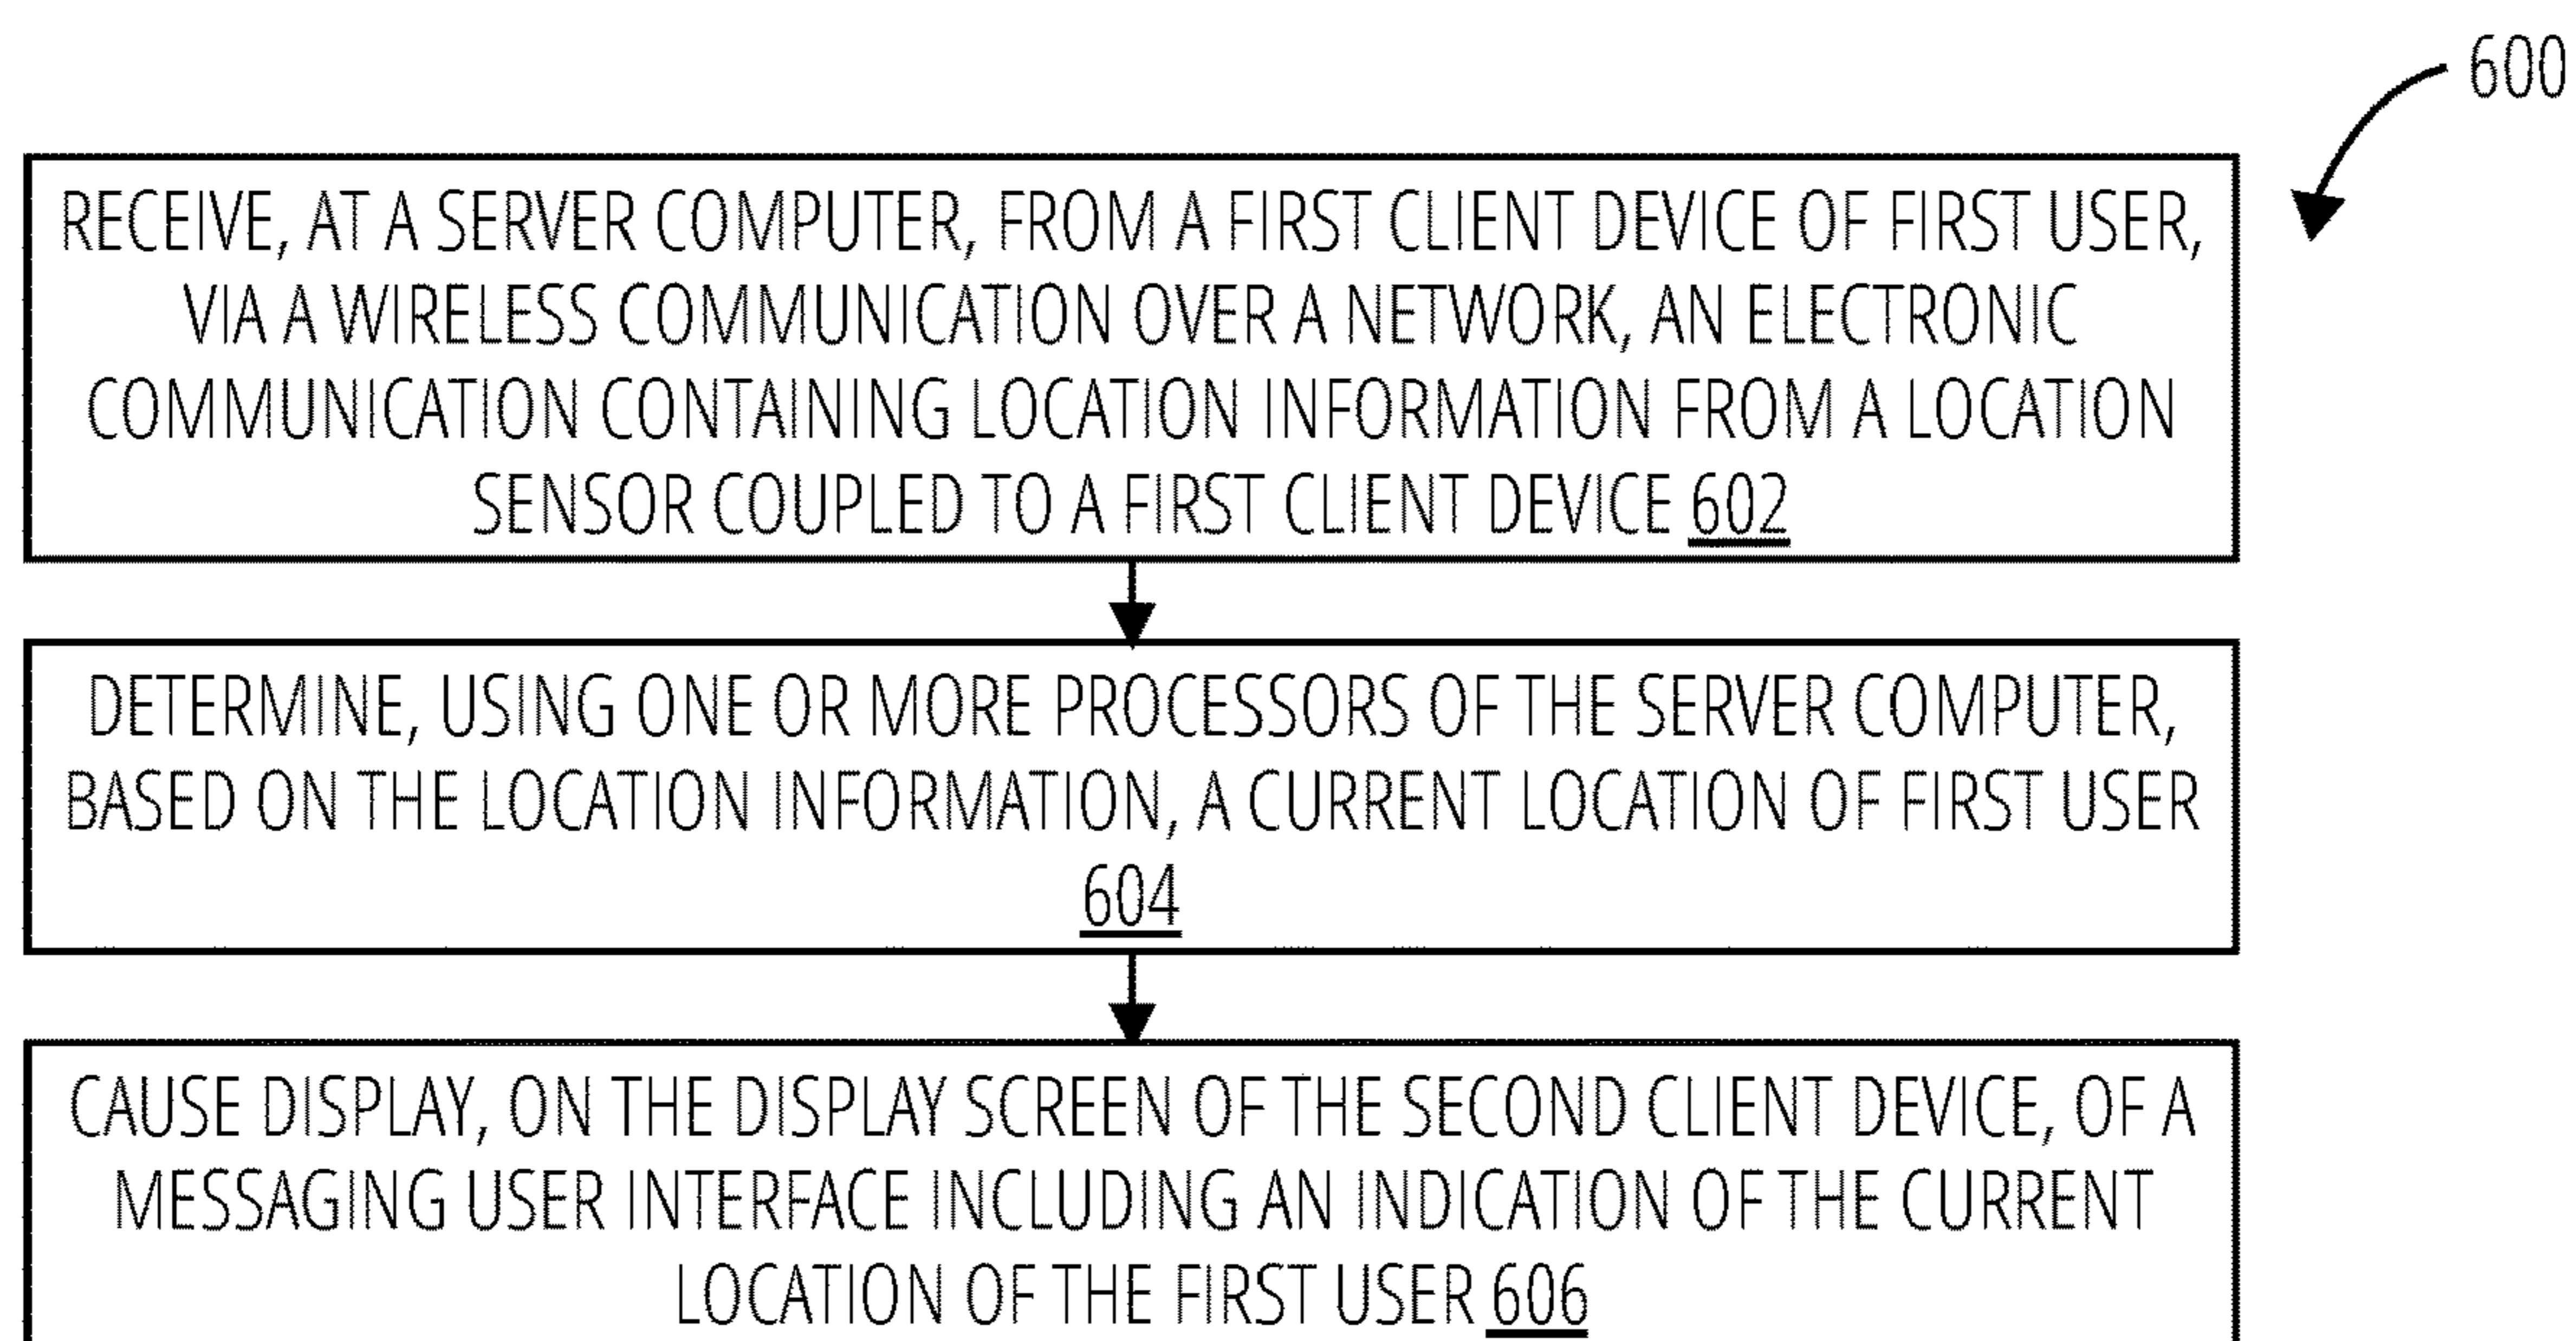 600
RECEIVE, AT A SERVER COMPUTER, FROM A FIRST CLIENT DEVICE OF FIRST USER,
VIA A WIRELESS COMMUNICATION OVER A NETWORK, AN ELECTRONIC
COMMUNICATION CONTAINING LOCATION INFORMATION FROM A LOCATION
SENSOR COUPLED TO A FIRST CLIENT DEVICE 602
DETERMINE, USING ONE OR MORE PROCESSORS OF THE SERVER COMPUTER,
BASED ON THE LOCATION INFORMATION, A CURRENT LOCATION OF FIRST USER
604
CAUSE DISPLAY, ON THE DISPLAY SCREEN OF THE SECOND CLIENT DEVICE, OF A
MESSAGING USER INTERFACE INCLUDING AN INDICATION OF THE CURRENT
LOCATION OF THE FIRST USER 606